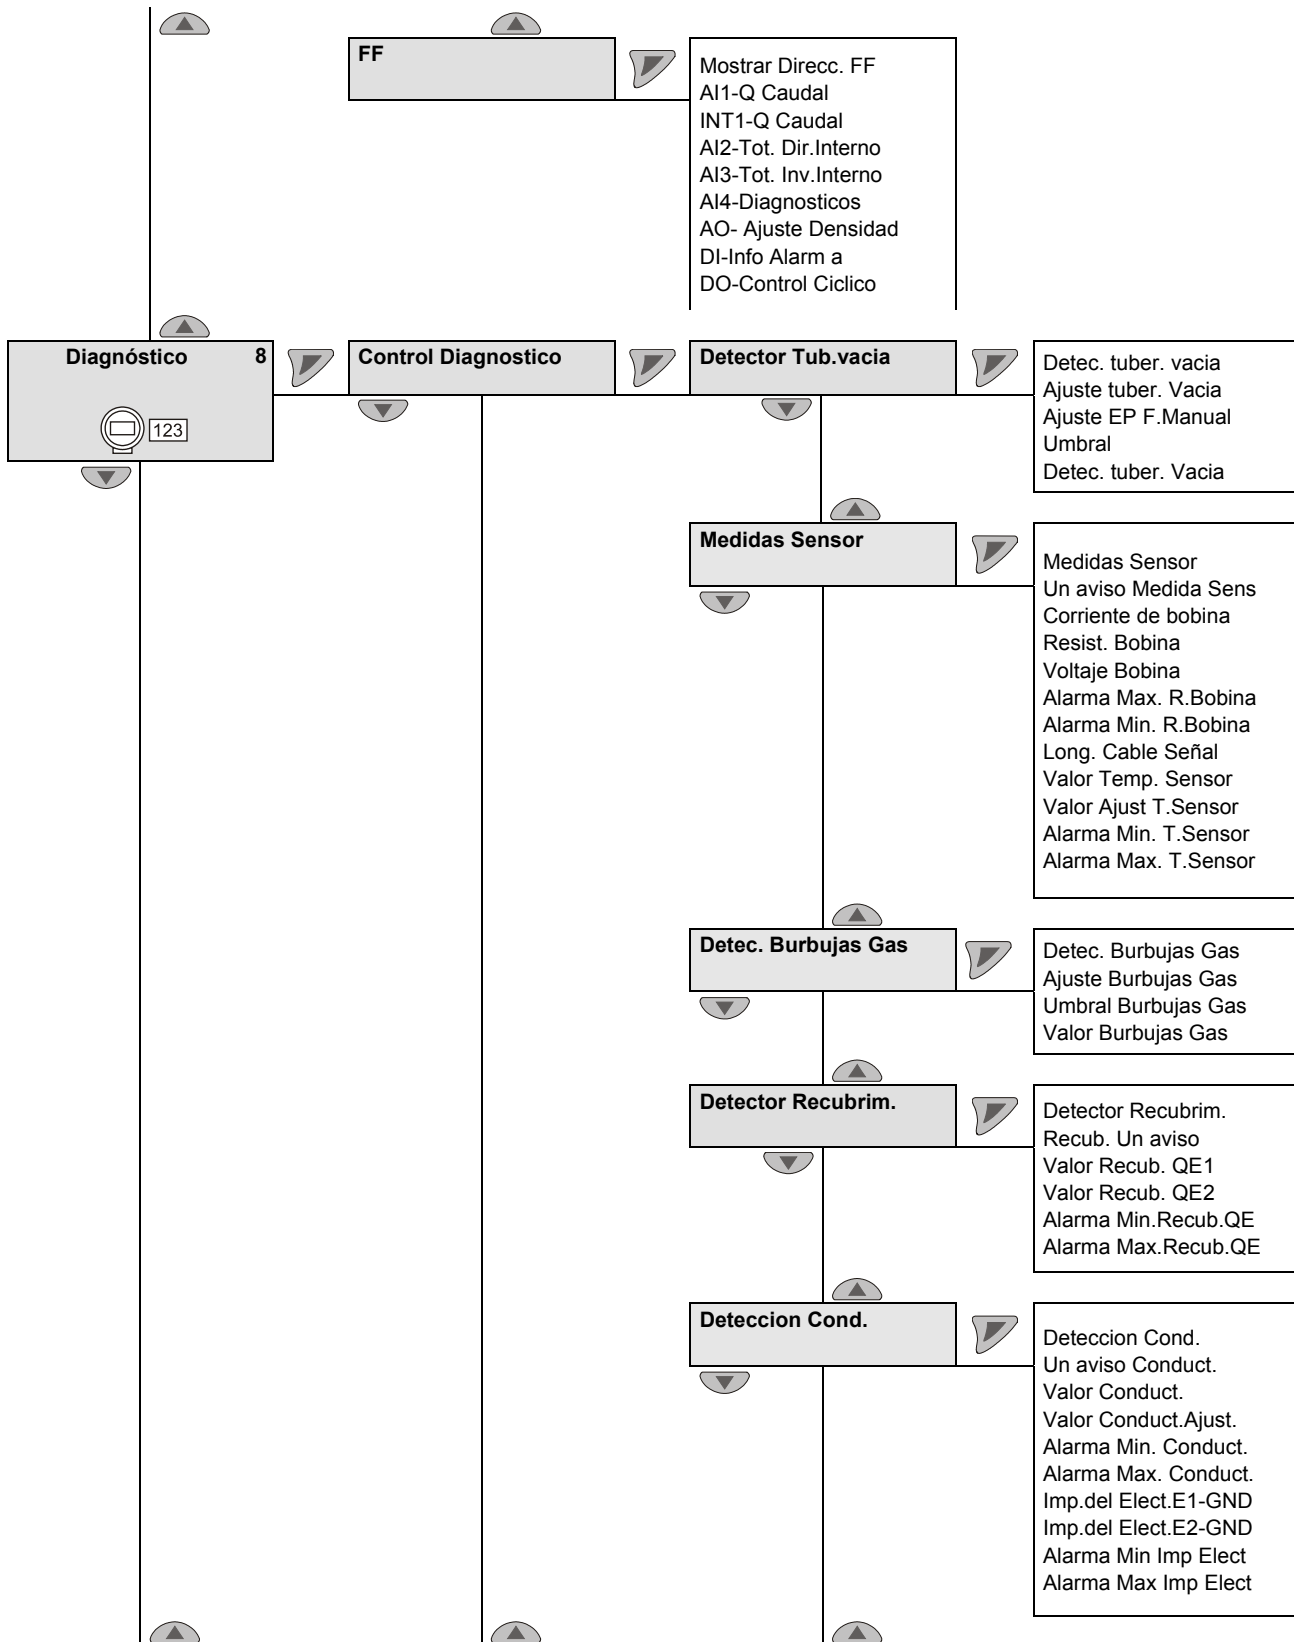 FF
Mostrar Direcc. FF
AI1-Q Caudal
INT1-Q Caudal
AI2-Tot. Dir.Interno
AI3-Tot. Inv.Interno
AI4-Diagnosticos
AO- Ajuste Densidad
DI-Info Alarm a
DO-Control Ciclico
Diagnóstico 8
123
Control Diagnostico
Detector Tub.vacia
Detec. tuber. vacia
Ajuste tuber. Vacia
Ajuste EP F.Manual
Umbral
Detec. tuber. Vacia
Medidas Sensor
Medidas Sensor
Un aviso Medida Sens
Corriente de bobina
Resist. Bobina
Voltaje Bobina
Alarma Max. R.Bobina
Alarma Min. R.Bobina
Long. Cable Señal
Valor Temp. Sensor
Valor Ajust T.Sensor
Alarma Min. T.Sensor
Alarma Max. T.Sensor
Detec. Burbujas Gas
Detec. Burbujas Gas
Ajuste Burbujas Gas
Umbral Burbujas Gas
Valor Burbujas Gas
Detector Recubrim.
Detector Recubrim.
Recub. Un aviso
Valor Recub. QE1
Valor Recub. QE2
Alarma Min.Recub.QE
Alarma Max.Recub.QE
Deteccion Cond.
Deteccion Cond.
Un aviso Conduct.
Valor Conduct.
Valor Conduct.Ajust.
Alarma Min. Conduct.
Alarma Max. Conduct.
Imp.del Elect.E1-GND
Imp.del Elect.E2-GND
Alarma Min Imp Elect
Alarma Max Imp Elect